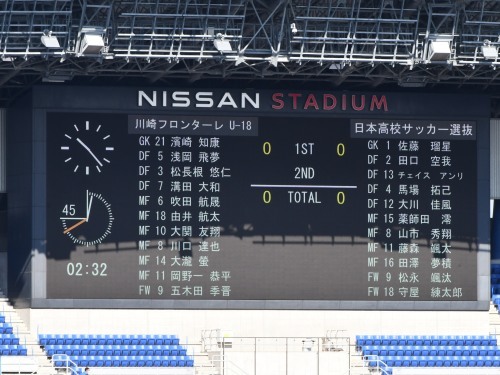 NISSAN STADIUM
川崎フロンターレ U-18
GK 21 濱﨑 知康
DF 5 浅岡 飛夢
DF 3 松長根 悠仁
DF 7 溝田 大和
MF 6 吹田 航晟
MF 18 由井 航太
MF 10 大関 友翔
MF 8 川口 達也
MF 14 大瀧 螢
MF 11 岡野一 恭平
FW 9 五木田 季晋
0 1ST 0
2ND
0 TOTAL 0
日本高校サッカー選抜
GK 1 佐藤 瑠星
DF 2 田口 空我
DF 13 チェイス アンリ
DF 4 馬場 拓己
DF 12 大川 佳風
MF 15 薬師田 澪
MF 8 山市 秀翔
MF 11 藤森 颯太
MF 16 田澤 夢積
FW 9 松永 颯汰
FW 18 守屋 練太郎
45
02:32